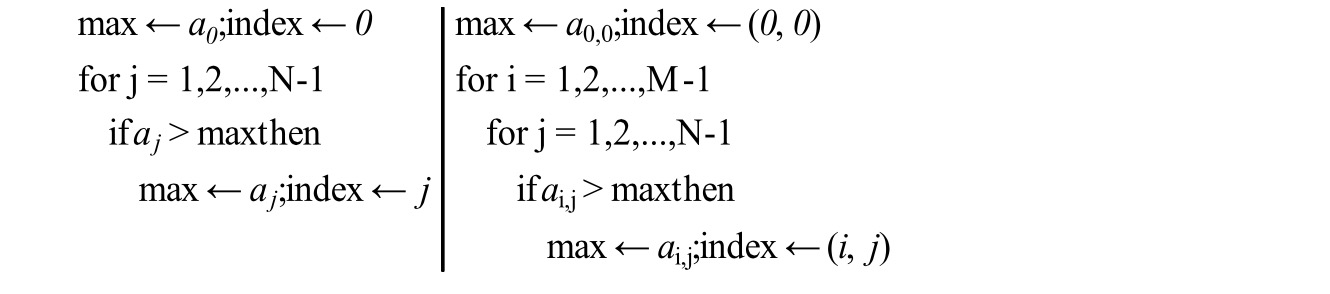 max ← a₀;index ← 0
for j = 1,2,...,N-1
if aⱼ > maxthen
max ← aⱼ;index ← j
max ← a₀,₀;index ← (0, 0)
for i = 1,2,...,M-1
for j = 1,2,...,N-1
if aᵢ,ⱼ > maxthen
max ← aᵢ,ⱼ;index ← (i, j)